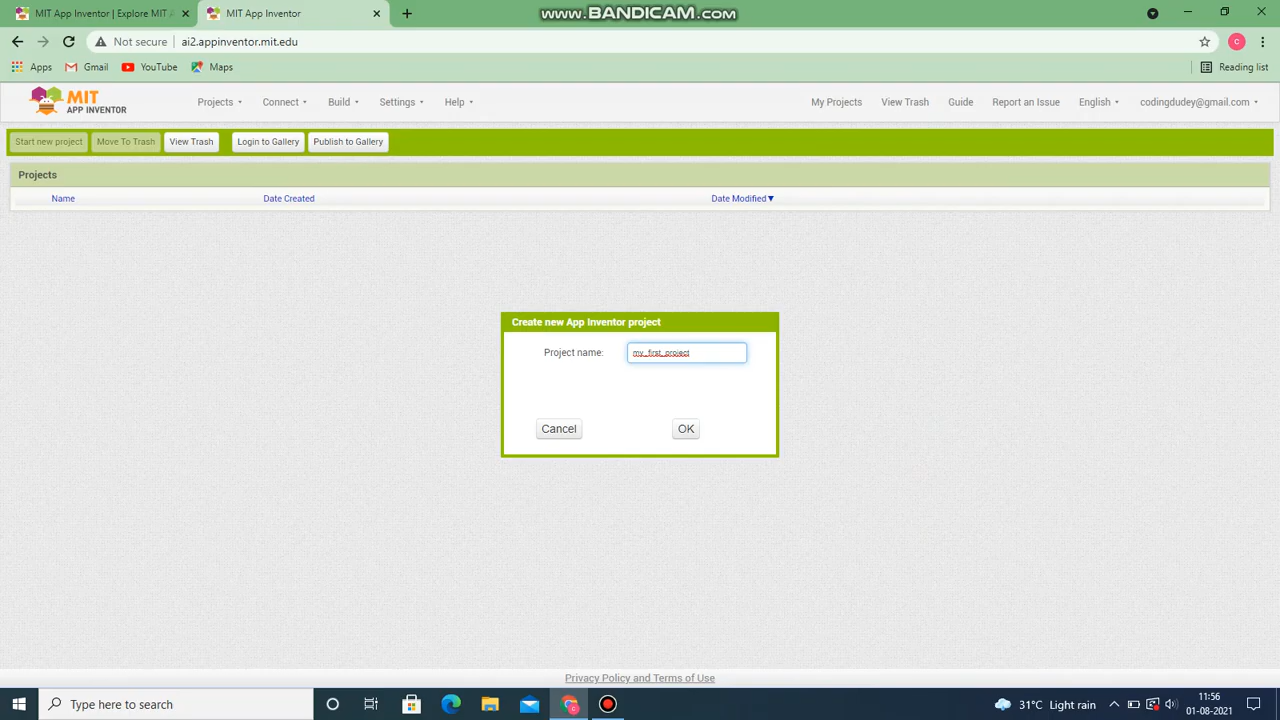 MIT App Inventor | Explore MIT A
MIT App Inventor
www.BANDICAM.com
Not secure
ai2.appinventor.mit.edu
C
Apps
Gmail
YouTube
Maps
Reading list
MIT
APP INVENTOR
Projects
Connect
Build
Settings
Help
My Projects
View Trash
Guide
Report an Issue
English
codingdudey@gmail.com
Start new project
Move To Trash
View Trash
Login to Gallery
Publish to Gallery
Projects
Name
Date Created
Date Modified▼
Create new App Inventor project
Project name:
my_first_project
Cancel
OK
Privacy Policy and Terms of Use
Type here to search
31°C Light rain
11:56
01-08-2021